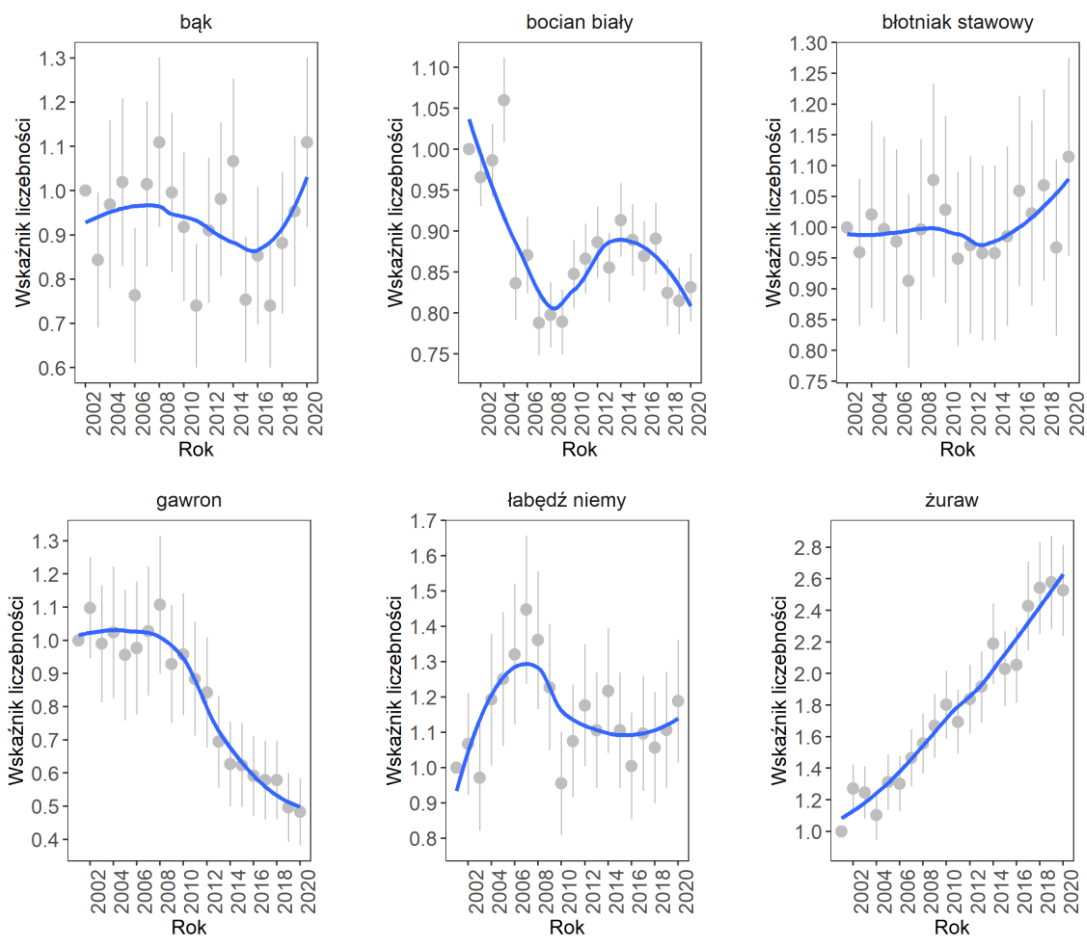 bąk
Wskaźnik liczebności
1.3
1.2
1.1
1.0
0.9
0.8
0.7
0.6
2002 2004 2006 2008 2010 2012 2014 2016 2018 2020
Rok
bocian biały
Wskaźnik liczebności
1.10
1.05
1.00
0.95
0.90
0.85
0.80
0.75
2002 2004 2006 2008 2010 2012 2014 2016 2018 2020
Rok
błotniak stawowy
Wskaźnik liczebności
1.30
1.25
1.20
1.15
1.10
1.05
1.00
0.95
0.90
0.85
0.80
0.75
2002 2004 2006 2008 2010 2012 2014 2016 2018 2020
Rok
gawron
Wskaźnik liczebności
1.3
1.2
1.1
1.0
0.9
0.8
0.7
0.6
0.5
0.4
2002 2004 2006 2008 2010 2012 2014 2016 2018 2020
Rok
łabędź niemy
Wskaźnik liczebności
1.7
1.6
1.5
1.4
1.3
1.2
1.1
1.0
0.9
0.8
2002 2004 2006 2008 2010 2012 2014 2016 2018 2020
Rok
żuraw
Wskaźnik liczebności
2.8
2.6
2.4
2.2
2.0
1.8
1.6
1.4
1.2
1.0
2002 2004 2006 2008 2010 2012 2014 2016 2018 2020
Rok